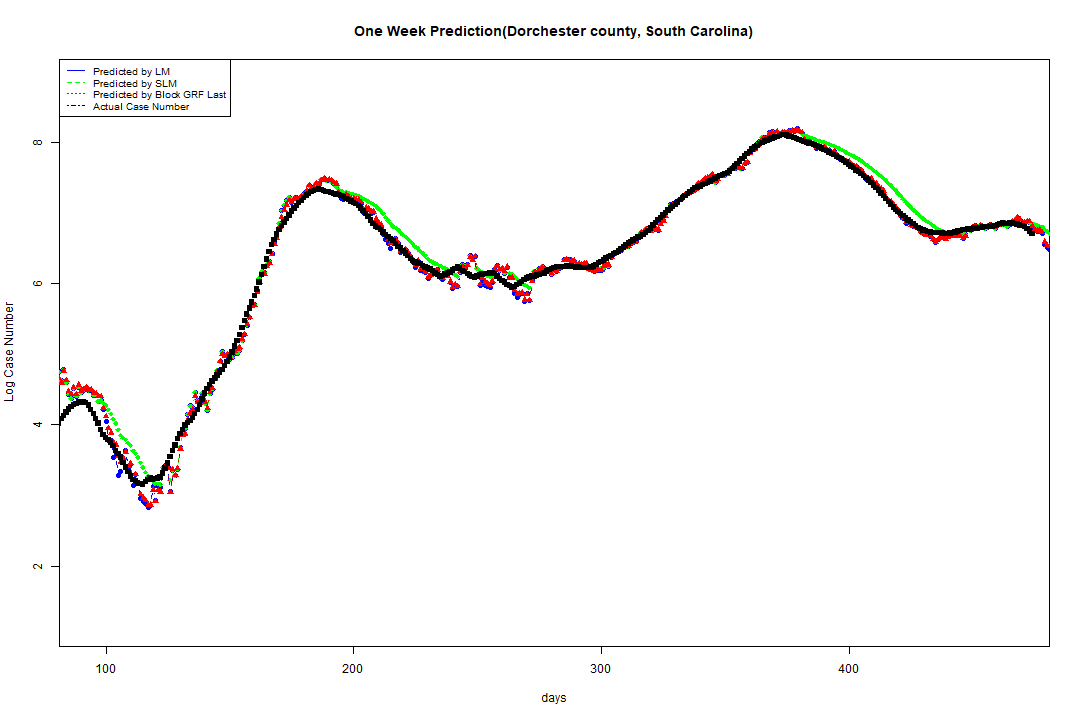 One Week Prediction(Dorchester county, South Carolina)
Predicted by LM
Predicted by SLM
Predicted by Block GRF Last
Actual Case Number
Log Case Number
8
6
4
2
100 200 300 400
days